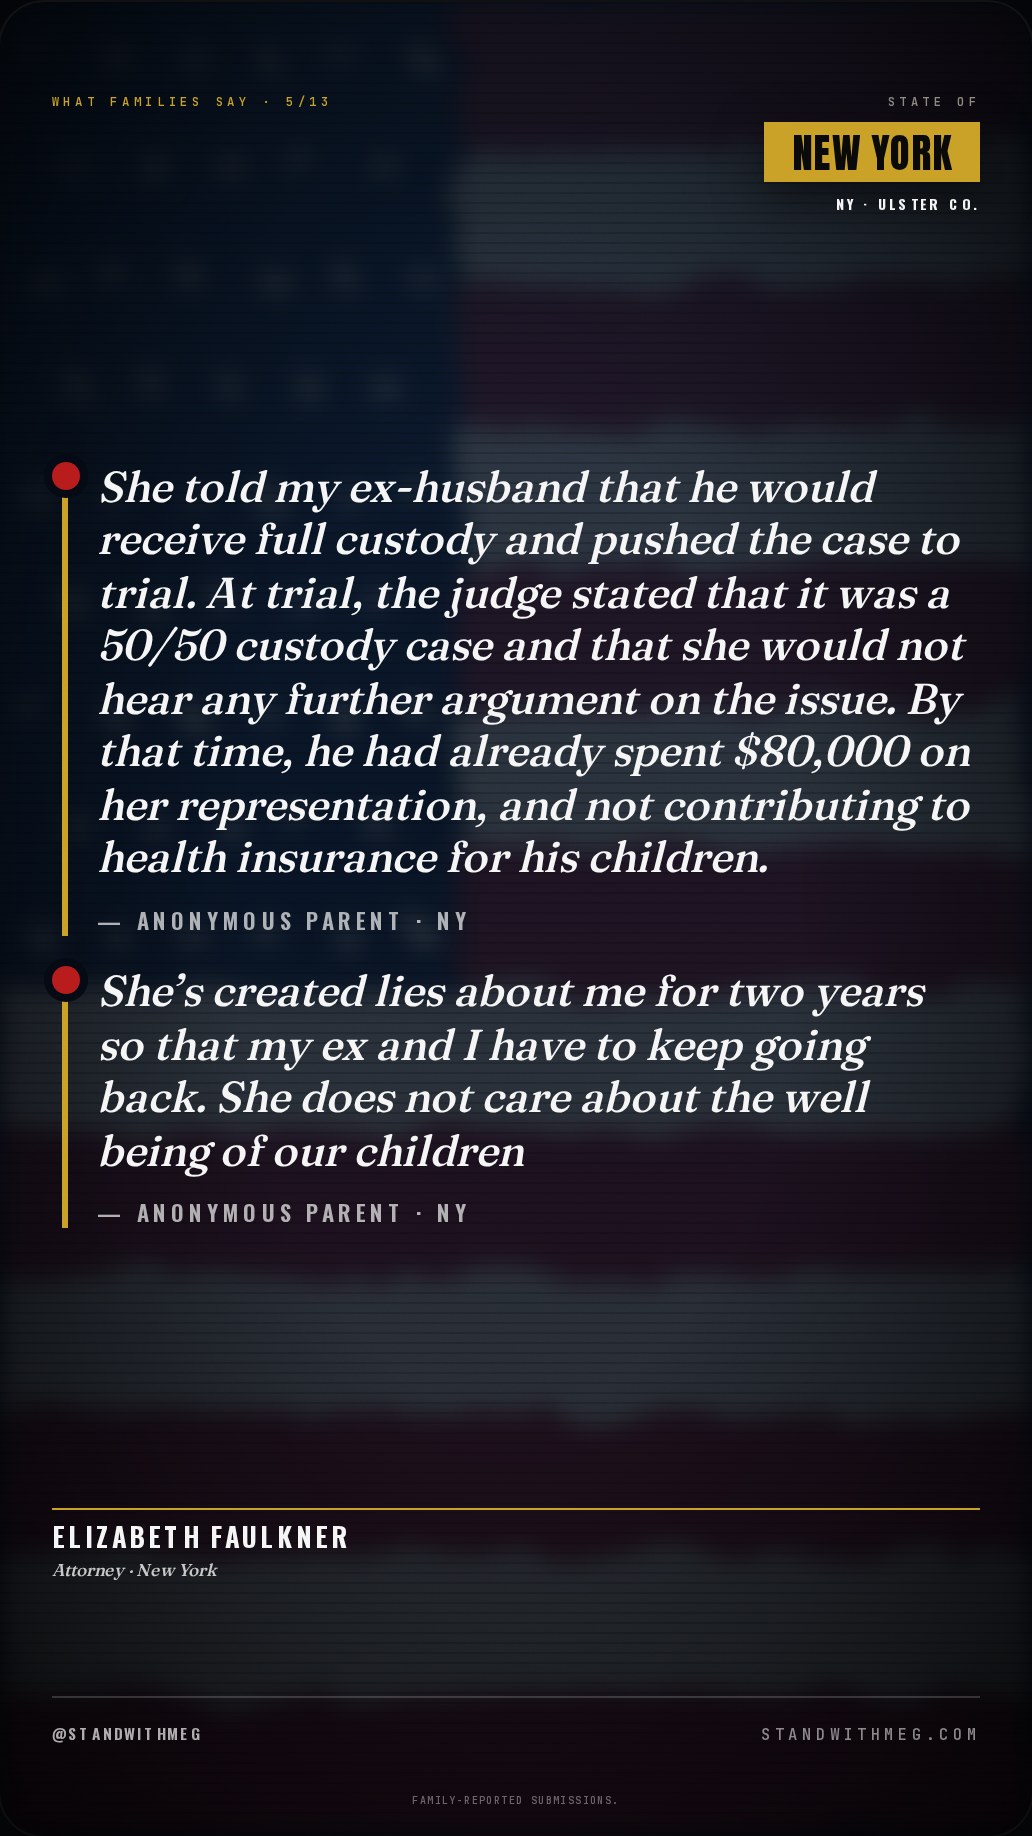 WHAT FAMILIES SAY · 5/13
STATE OF
NEW YORK
NY · ULSTER CO.
She told my ex-husband that he would
receive full custody and pushed the case to
trial. At trial, the judge stated that it was a
50/50 custody case and that she would not
hear any further argument on the issue. By
that time, he had already spent $80,000 on
her representation, and not contributing to
health insurance for his children.
— ANONYMOUS PARENT · NY
She’s created lies about me for two years
so that my ex and I have to keep going
back. She does not care about the well
being of our children
— ANONYMOUS PARENT · NY
ELIZABETH FAULKNER
Attorney · New York
@STANDWITHMEG
STANDWITHMEG.COM
FAMILY-REPORTED SUBMISSIONS.